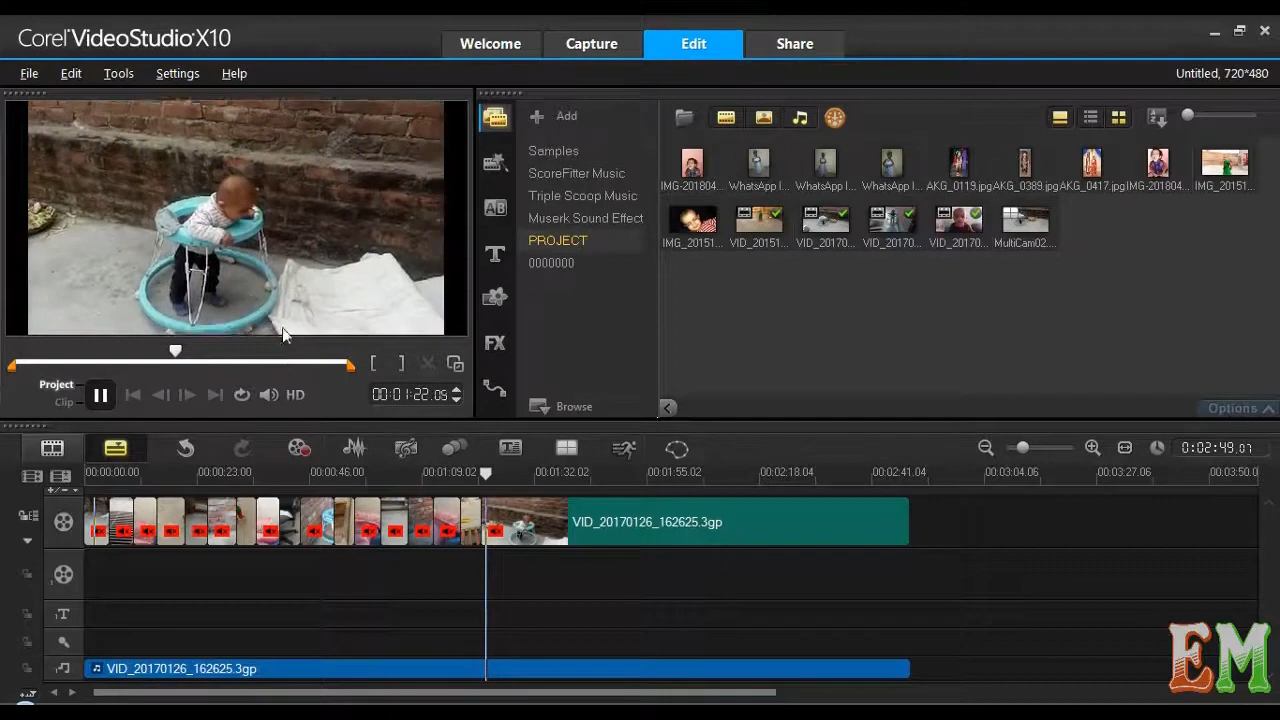 Corel VideoStudio X10
Welcome
Capture
Edit
Share
File
Edit
Tools
Settings
Help
Untitled, 720*480
Add
Samples
ScoreFitter Music
Triple Scoop Music
Muserk Sound Effect
PROJECT
0000000
Browse
IMG-201804...
WhatsApp I...
WhatsApp I...
WhatsApp I...
AKG_0119.jpg
AKG_0389.jpg
AKG_0417.jpg
IMG-201804...
IMG_20151...
IMG_20151...
VID_20151...
VID_20170...
VID_20170...
VID_20170...
MultiCam02...
Options
Project
Clip
HD
00:01:22.05
0:02:49.07
00:00:00.00
00:00:23.00
00:00:46.00
00:01:09.02
00:01:32.02
00:01:55.02
00:02:18.04
00:02:41.04
00:03:04.06
00:03:27.06
00:03:50.0
VID_20170126_162625.3gp
VID_20170126_162625.3gp
EM